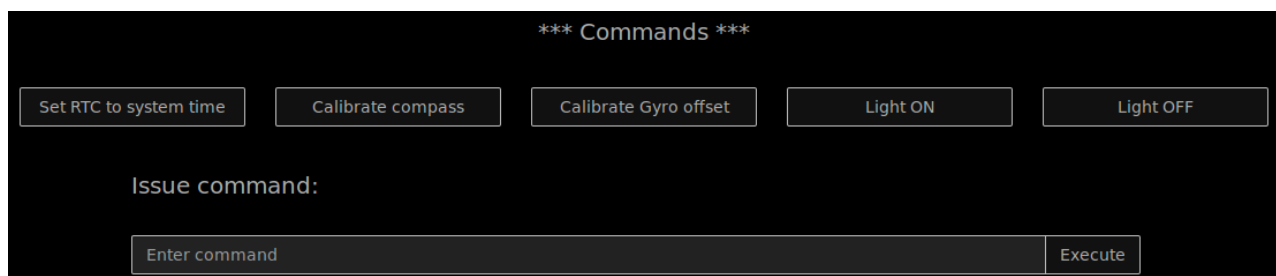 *** Commands ***
Set RTC to system time
Calibrate compass
Calibrate Gyro offset
Light ON
Light OFF
Issue command:
Enter command
Execute